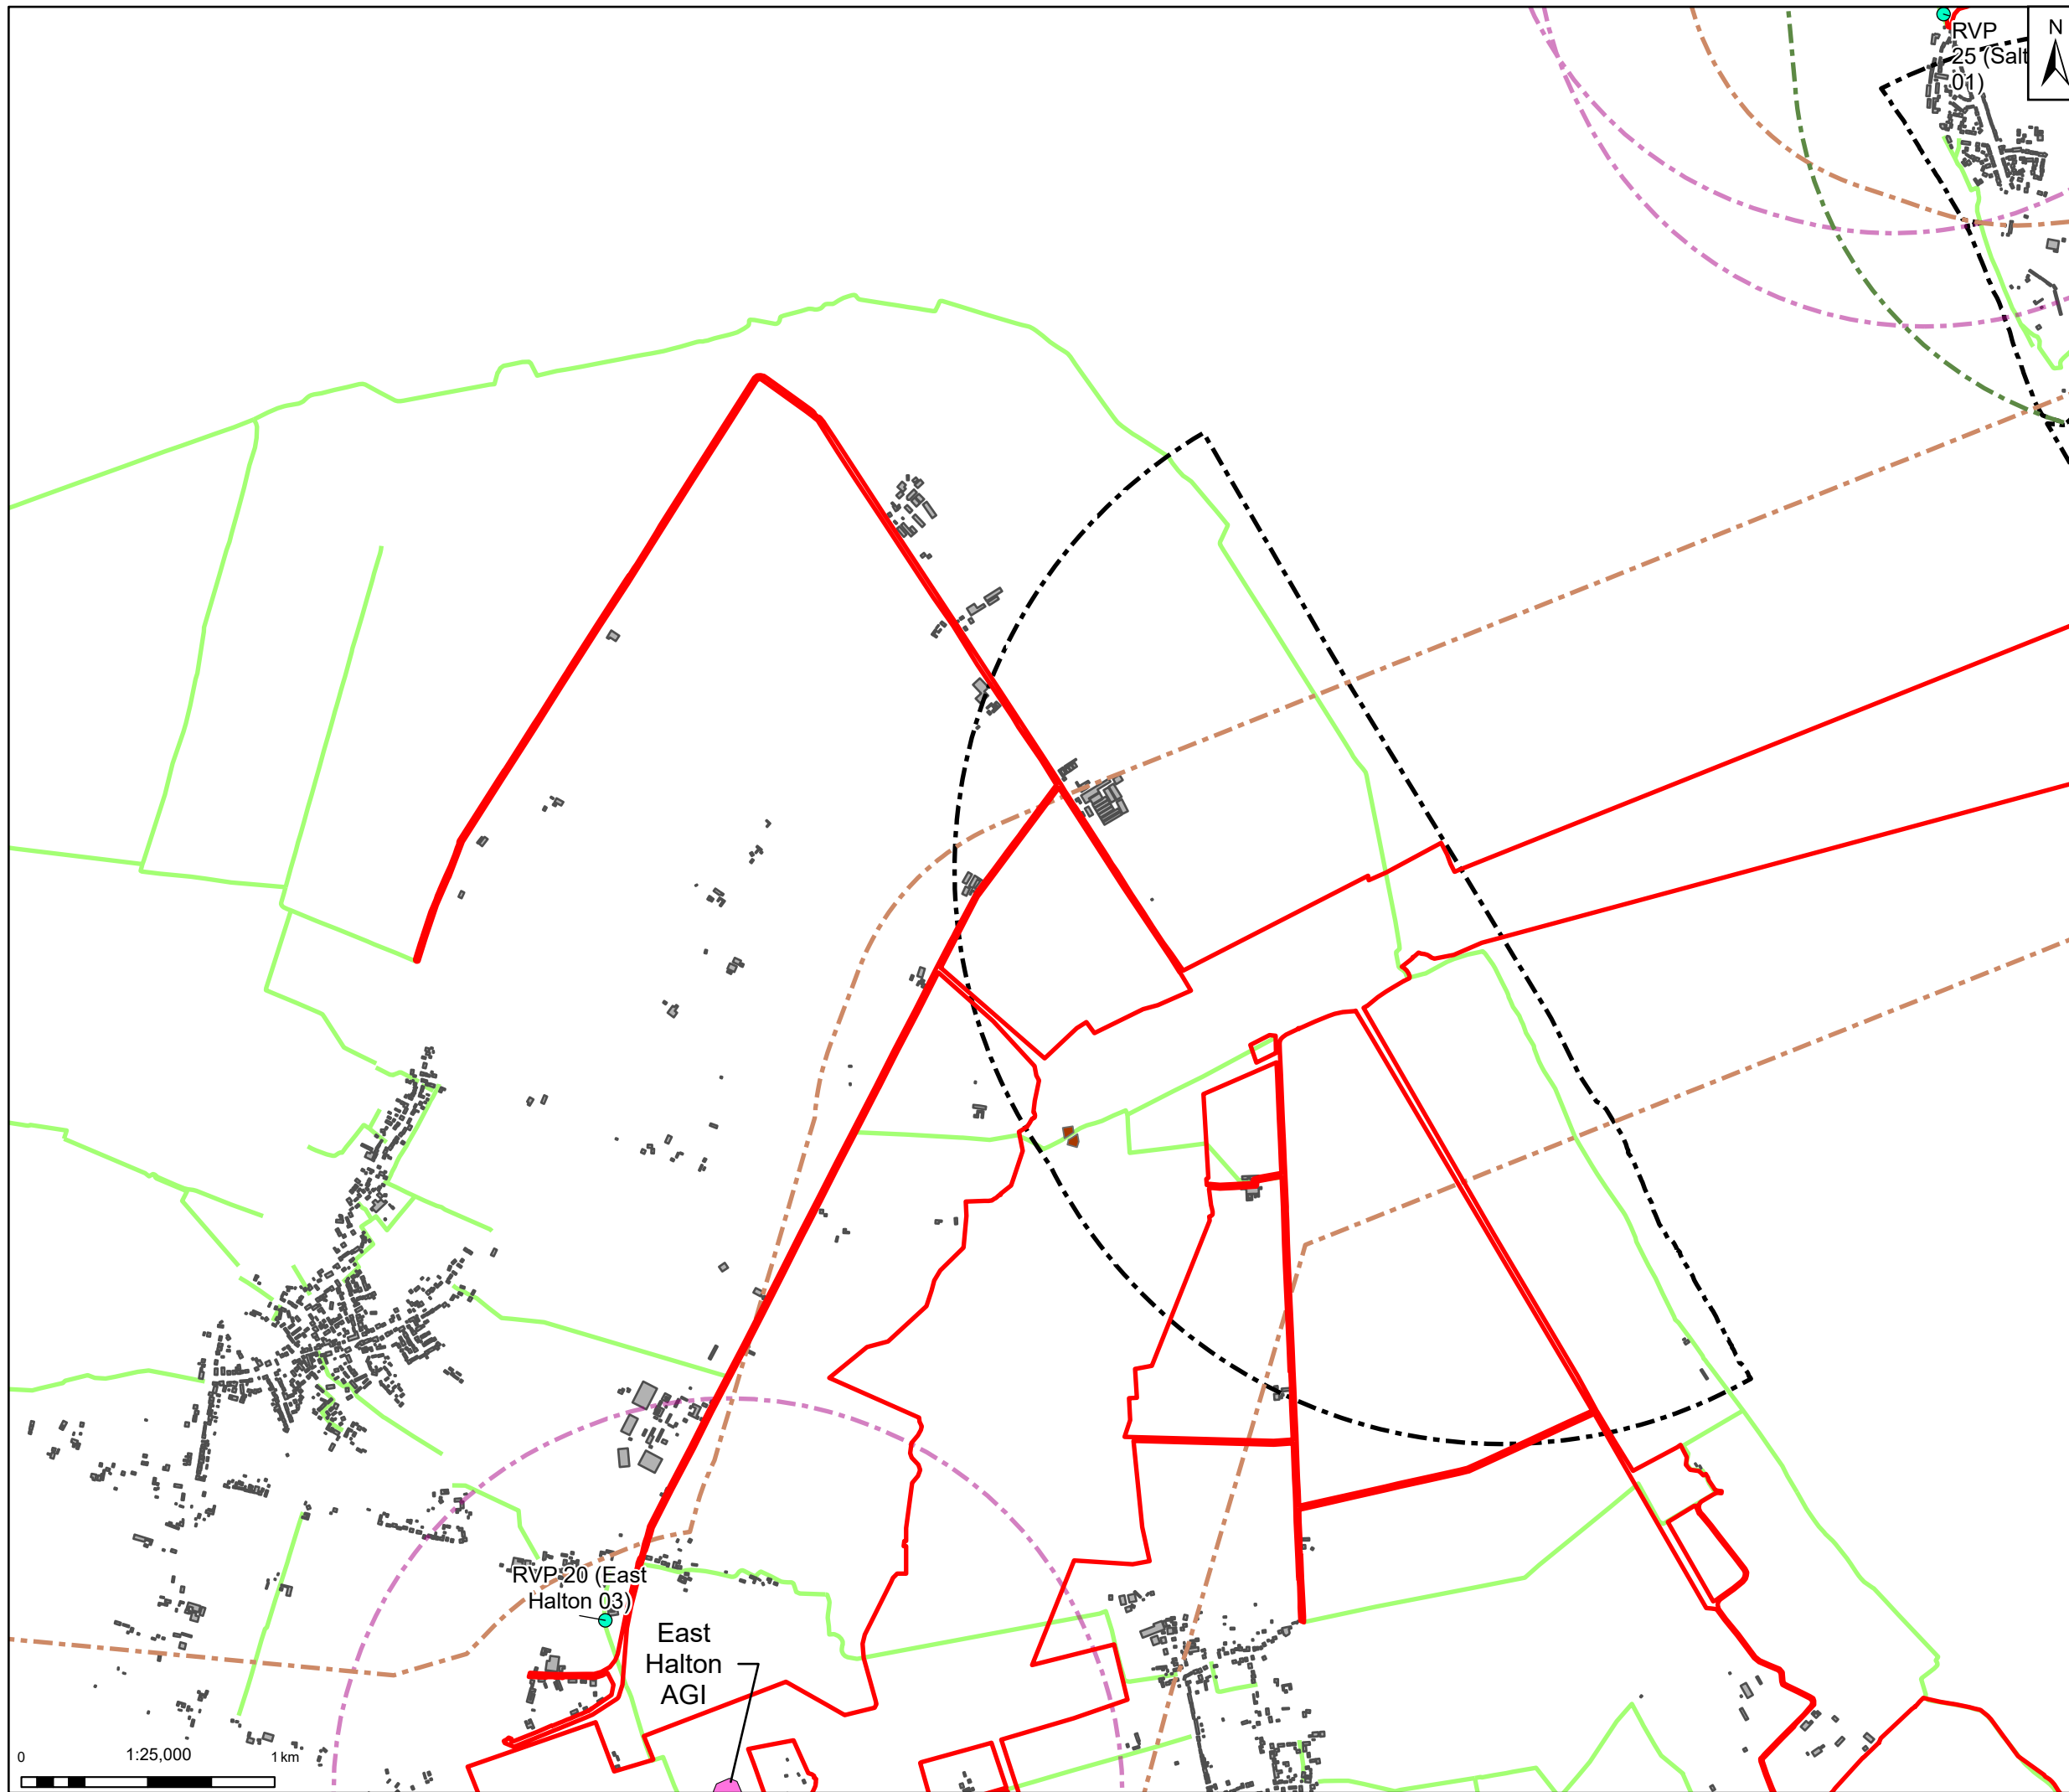 RVP
25 (Salt
01)
N
RVP 20 (East
Halton 03)
East
Halton
AGI
0
1:25,000
1 km